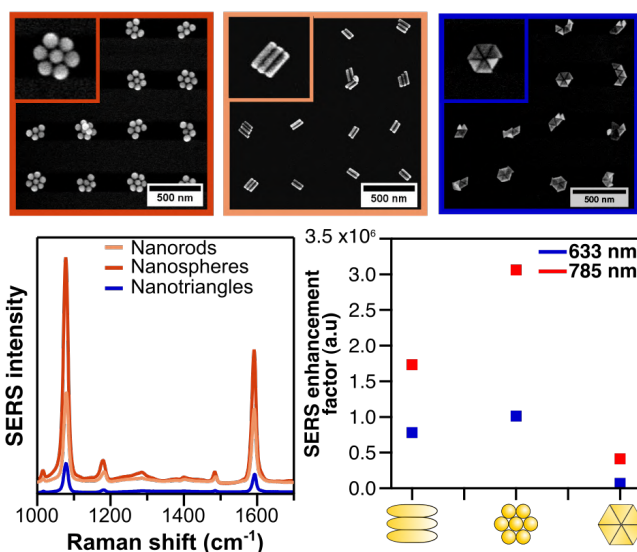 500 nm
500 nm
500 nm
Nanorods
Nanospheres
Nanotriangles
SERS intensity
1000
1200
1400
1600
Raman shift (cm-1)
3.5 x10⁶
3.0
2.5
2.0
1.5
1.0
0.5
0
SERS enhancement
factor (a.u)
633 nm
785 nm